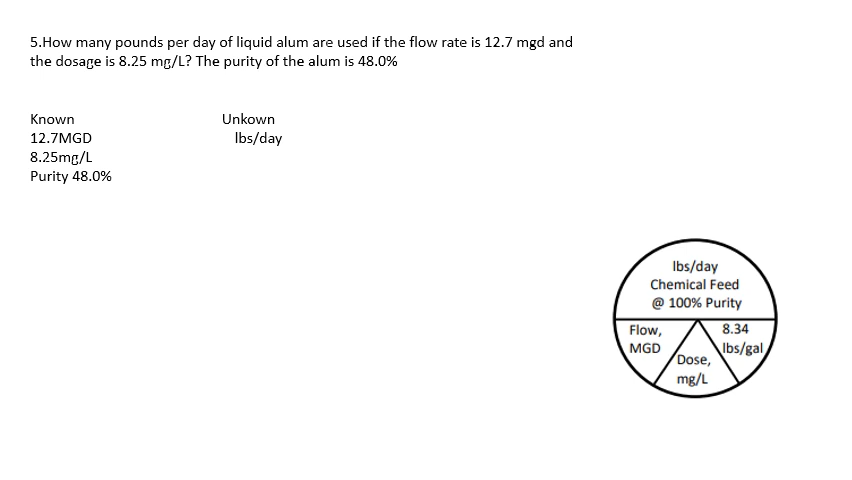 5.How many pounds per day of liquid alum are used if the flow rate is 12.7 mgd and
the dosage is 8.25 mg/L? The purity of the alum is 48.0%
Known
Unkown
12.7MGD
lbs/day
8.25mg/L
Purity 48.0%
lbs/day
Chemical Feed
@ 100% Purity
Flow,
MGD
Dose,
mg/L
8.34
lbs/gal